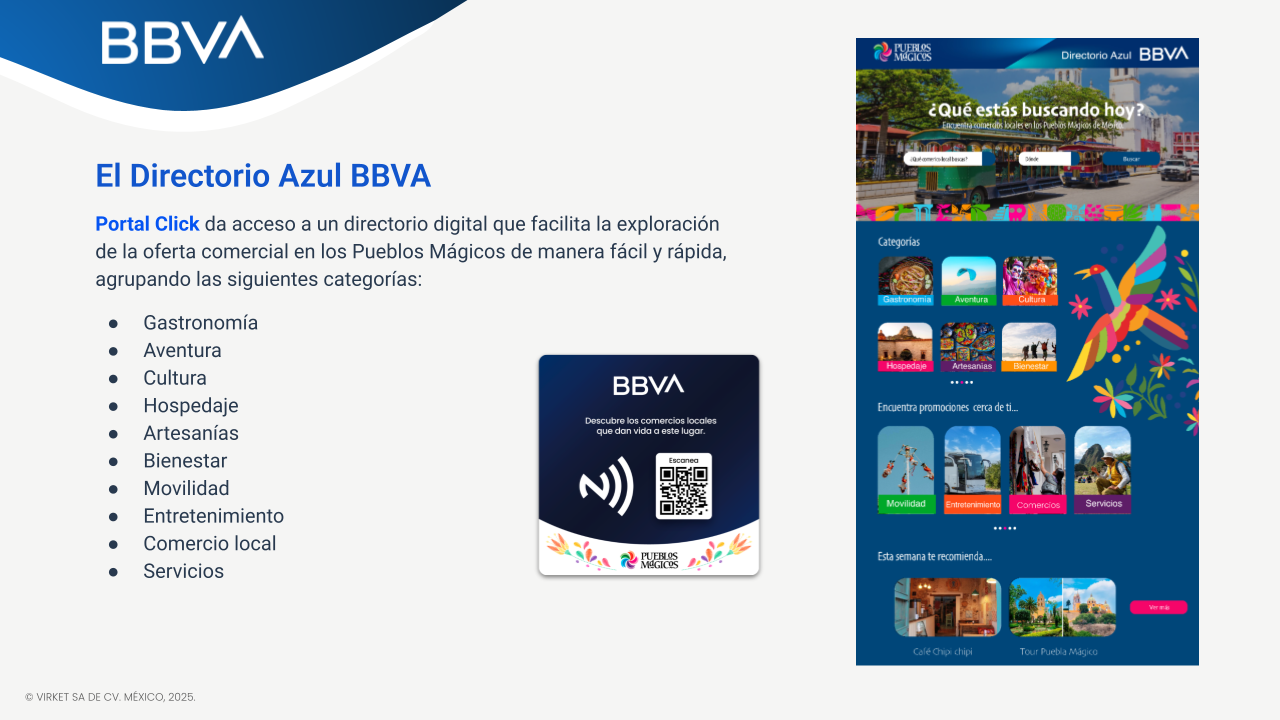 BBVA
El Directorio Azul BBVA
Portal Click da acceso a un directorio digital que facilita la exploración
de la oferta comercial en los Pueblos Mágicos de manera fácil y rápida,
agrupando las siguientes categorías:
● Gastronomía
● Aventura
● Cultura
● Hospedaje
● Artesanías
● Bienestar
● Movilidad
● Entretenimiento
● Comercio local
● Servicios
BBVA
Descubre los comercios locales
que dan vida a este lugar.
Escanea
PUEBLOS
MÁGICOS
PUEBLOS
MÁGICOS
Directorio Azul BBVA
¿Qué estás buscando hoy?
Encuentra comercios locales en los Pueblos Mágicos de México
¿Qué comercio local buscas?
Dónde
Buscar
Categorías
Gastronomía
Aventura
Cultura
Hospedaje
Artesanías
Bienestar
Encuentra promociones cerca de ti...
Movilidad
Entretenimiento
Comercios
Servicios
Esta semana te recomienda....
Ver más
Café Chipi chipi
Tour Puebla Mágico
© VIRKET SA DE CV. MÉXICO, 2025.